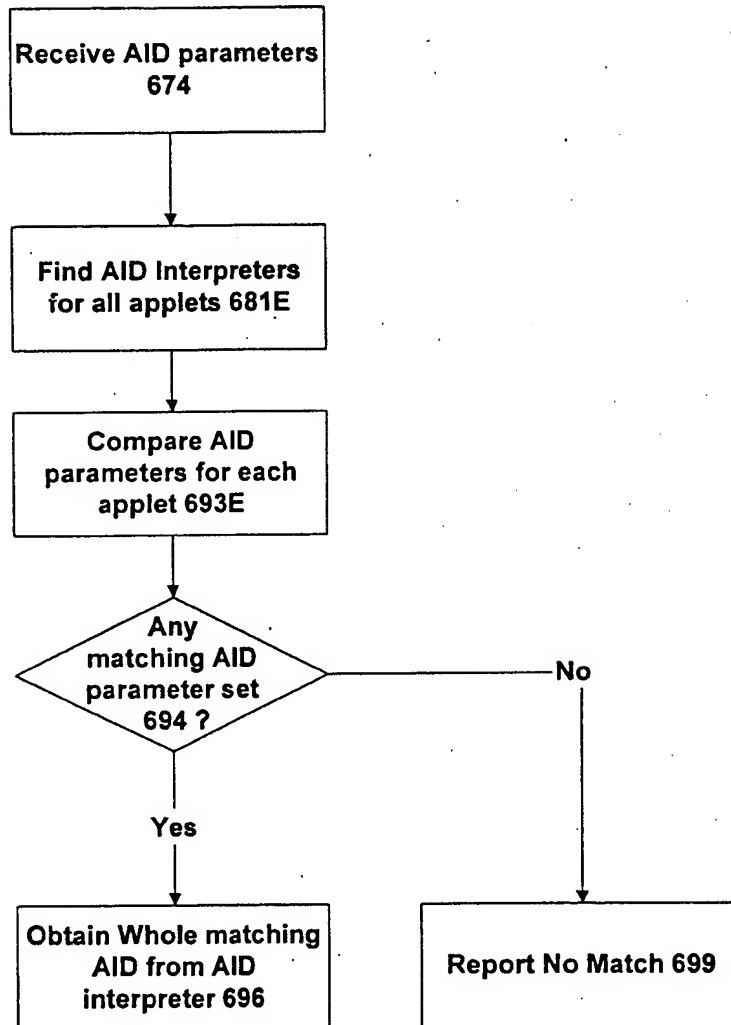 Receive AID parameters
674
Find AID Interpreters
for all applets 681E
Compare AID
parameters for each
applet 693E
Any
matching AID
parameter set
694 ?
No
Yes
Obtain Whole matching
AID from AID
interpreter 696
Report No Match 699